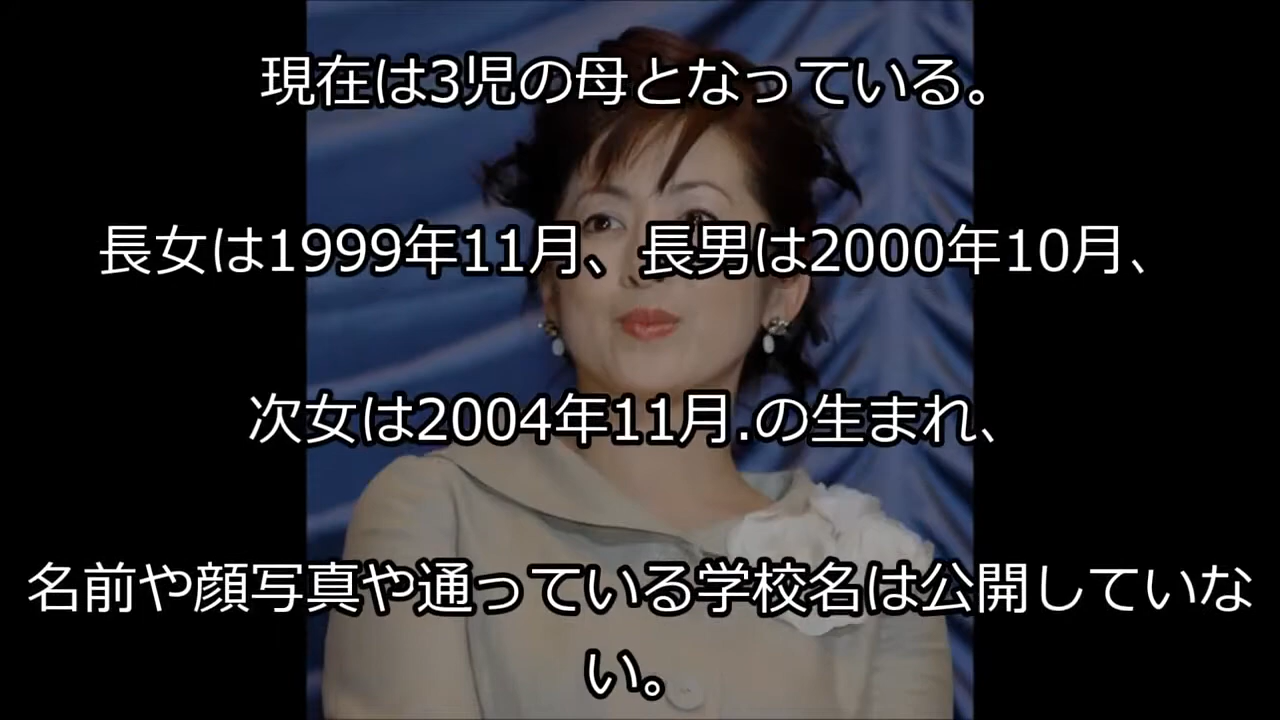 現在は3児の母となっている。
長女は1999年11月、長男は2000年10月、
次女は2004年11月.の生まれ、
名前や顔写真や通っている学校名は公開していな
い。